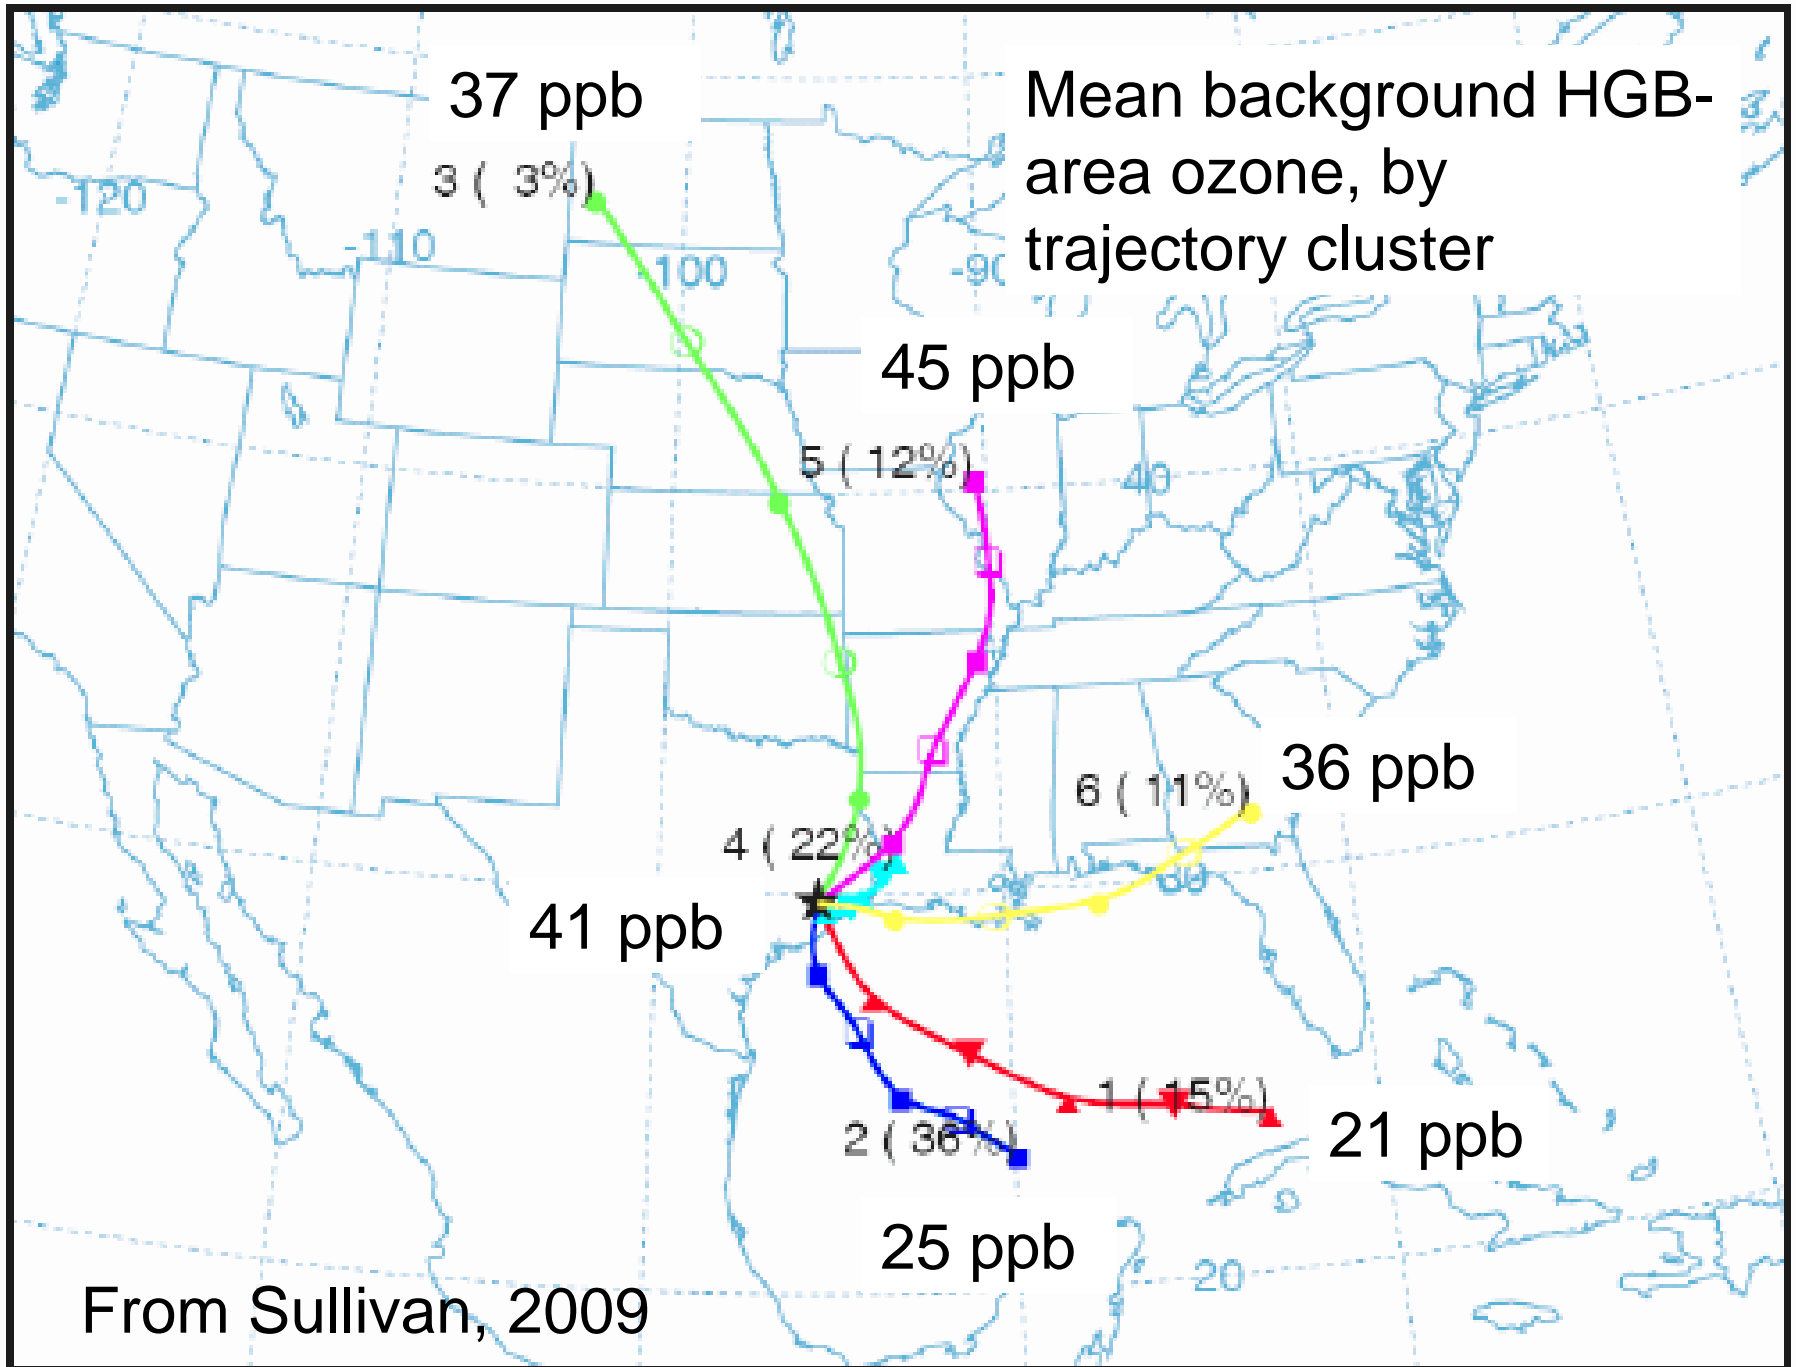 37 ppb
Mean background HGB-
area ozone, by
trajectory cluster
3 ( 3%)
-120
-110
-100
-90
45 ppb
5 ( 12%)
40
36 ppb
6 ( 11%)
4 ( 22%)
41 ppb
1 ( 15%)
21 ppb
2 ( 36%)
25 ppb
20
From Sullivan, 2009